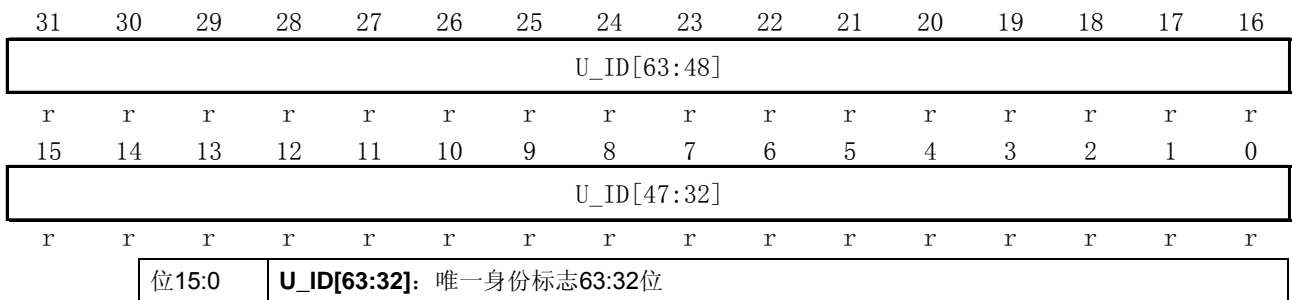 31 30 29 28 27 26 25 24 23 22 21 20 19 18 17 16
U_ID[63:48]
r r r r r r r r r r r r r r r r
15 14 13 12 11 10 9 8 7 6 5 4 3 2 1 0
U_ID[47:32]
r r r r r r r r r r r r r r r r
位15:0 U_ID[63:32]：唯一身份标志63:32位